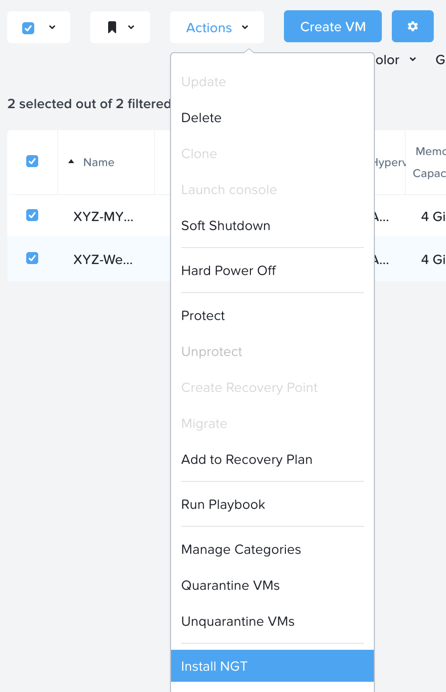 Actions
Create VM
olor
G
2 selected out of 2 filtered
Name
Hyperv
Memo
Capac
XYZ-MY...
A...
4 Gi
XYZ-We...
A...
4 Gi
Update
Delete
Clone
Launch console
Soft Shutdown
Hard Power Off
Protect
Unprotect
Create Recovery Point
Migrate
Add to Recovery Plan
Run Playbook
Manage Categories
Quarantine VMs
Unquarantine VMs
Install NGT